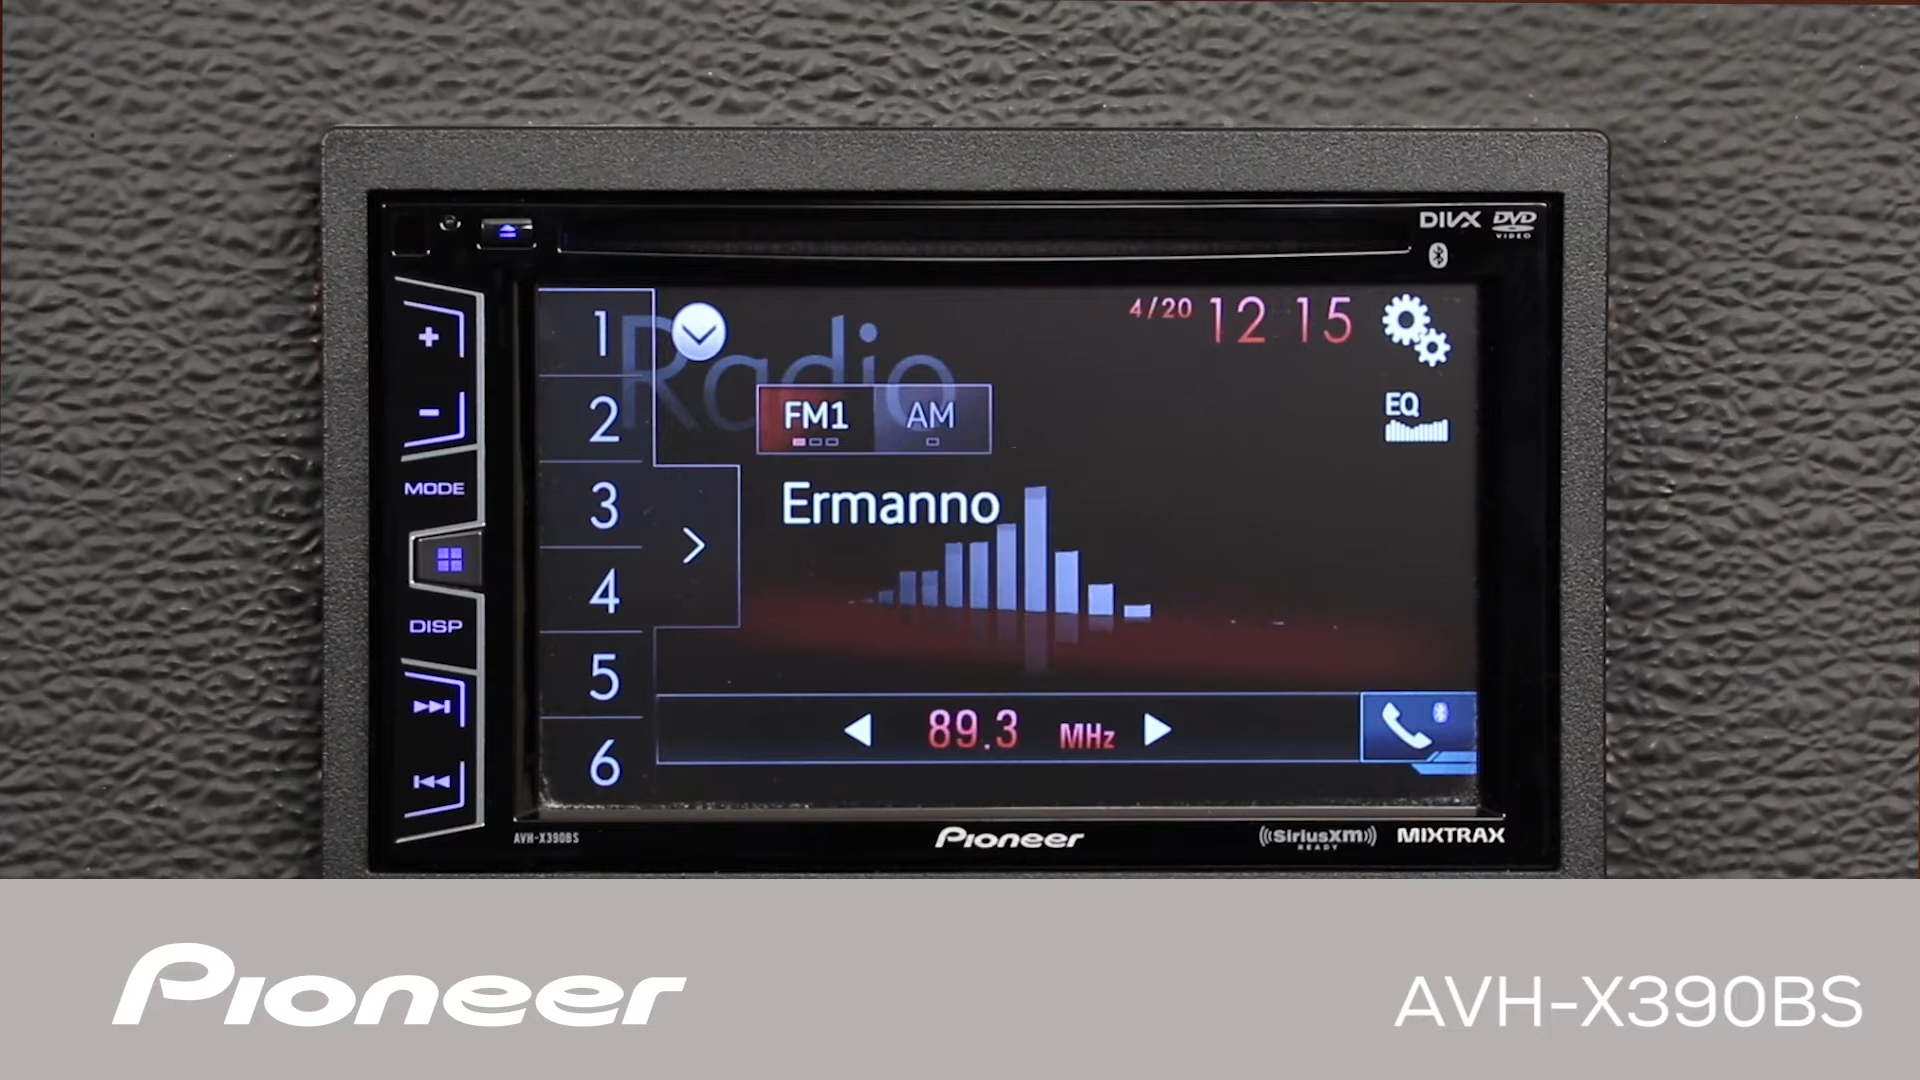 DIVX DVD
VIDEO
+
-
MODE
DISP
1
2
3
4
5
6
Radio
4/20 12:15
FM1 AM
EQ
Ermanno
89.3 MHz
AVH-X390BS
Pioneer
SiriusXM
READY
MIXTRAX
Pioneer
AVH-X390BS